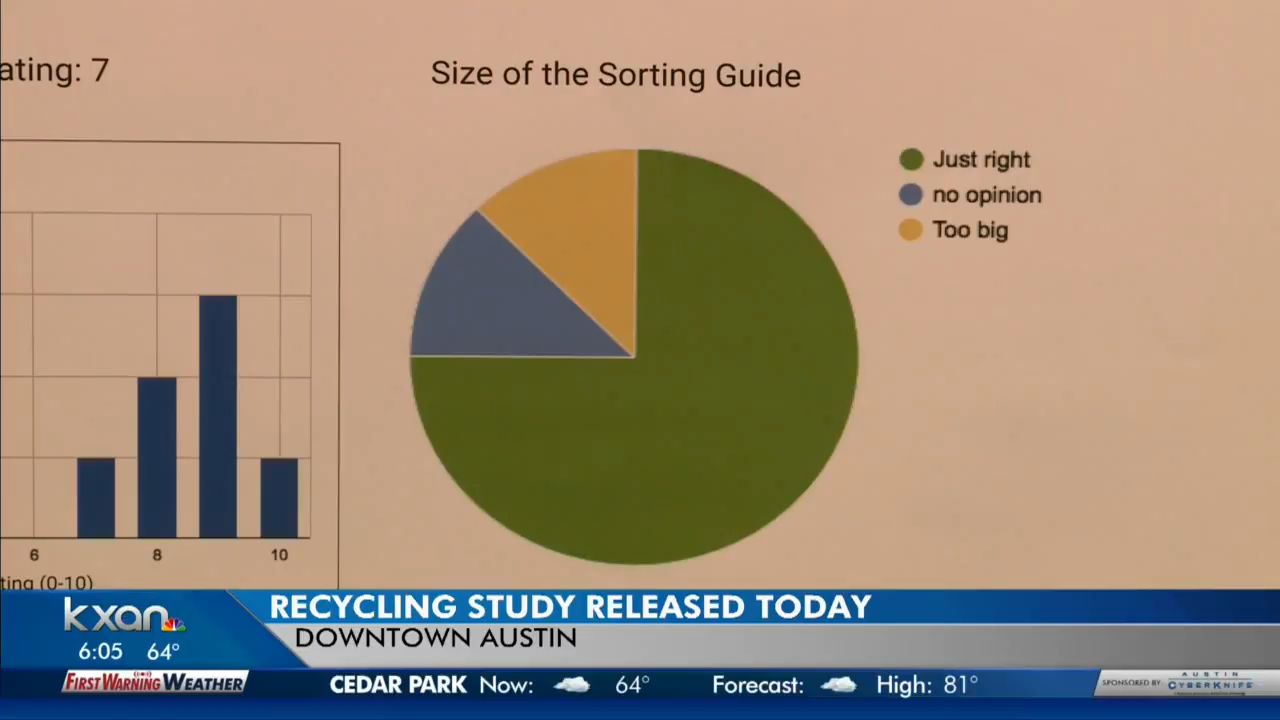 ating: 7
Size of the Sorting Guide
Just right
no opinion
Too big
6 8 10
ting (0-10)
kxan
RECYCLING STUDY RELEASED TODAY
DOWNTOWN AUSTIN
6:05 64°
FIRST WARNING WEATHER
CEDAR PARK Now: 64° Forecast: High: 81°
SPONSORED BY
AUSTIN
CYBERKNIFE